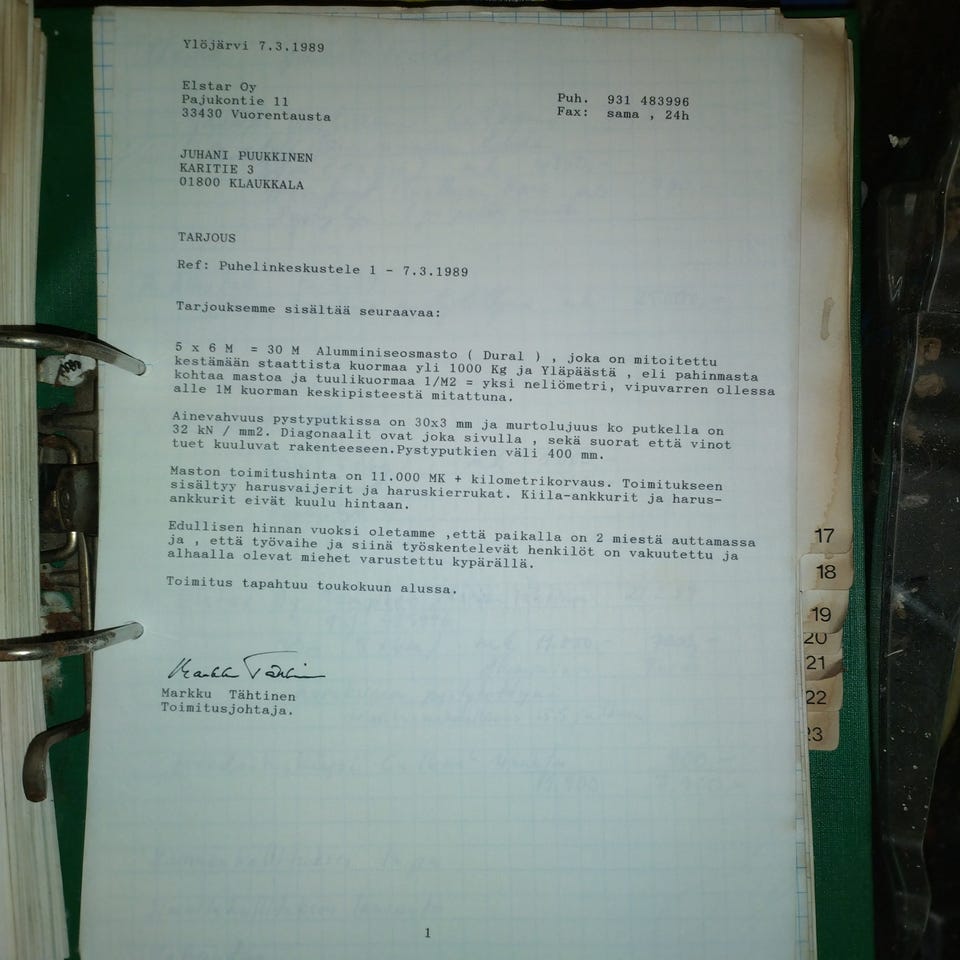 Ylöjärvi 7.3.1989
Elstar Oy
Pajukontie 11
33430 Vuorentausta
Puh. 931 483996
Fax: sama , 24h
JUHANI PUUKKINEN
KARITIE 3
01800 KLAUKKALA
TARJOUS
Ref: Puhelinkeskustele 1 - 7.3.1989
Tarjouksemme sisältää seuraavaa:
5 x 6 M = 30 M Alumminiseosmasto ( Dural ) , joka on mitoitettu
kestämään staattista kuormaa yli 1000 Kg ja Yläpäästä , eli pahinmasta
kohtaa mastoa ja tuulikuormaa 1/M2 = yksi neliömetri, vipuvarren ollessa
alle 1M kuorman keskipisteestä mitattuna.
Ainevahvuus pystyputkissa on 30x3 mm ja murtolujuus ko putkella on
32 kN / mm2. Diagonaalit ovat joka sivulla , sekä suorat että vinot
tuet kuuluvat rakenteeseen.Pystyputkien väli 400 mm.
Maston toimitushinta on 11.000 MK + kilometrikorvaus. Toimitukseen
sisältyy harusvaijerit ja haruskierrukat. Kiila-ankkurit ja harus-
ankkurit eivät kuulu hintaan.
Edullisen hinnan vuoksi oletamme ,että paikalla on 2 miestä auttamassa
ja , että työvaihe ja siinä työskentelevät henkilöt on vakuutettu ja
alhaalla olevat miehet varustettu kypärällä.
Toimitus tapahtuu toukokuun alussa.
Markku Tähtinen
Markku Tähtinen
Toimitusjohtaja.
1
17
18
19
20
21
22
23